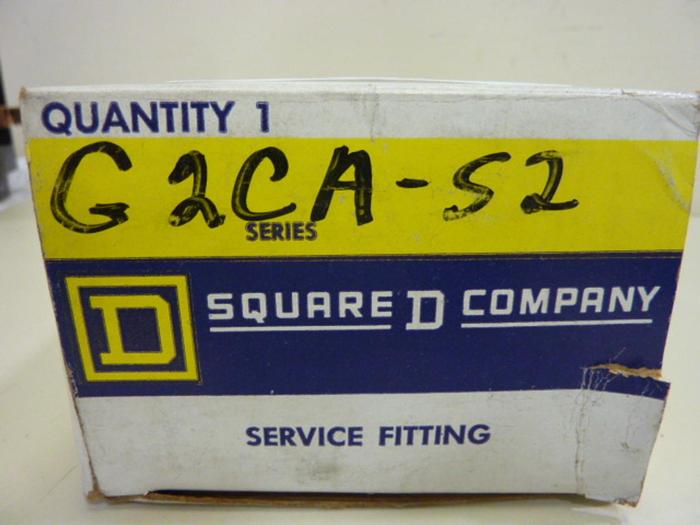 QUANTITY 1
G2CA-S2
SERIES
D SQUARE D COMPANY
SERVICE FITTING